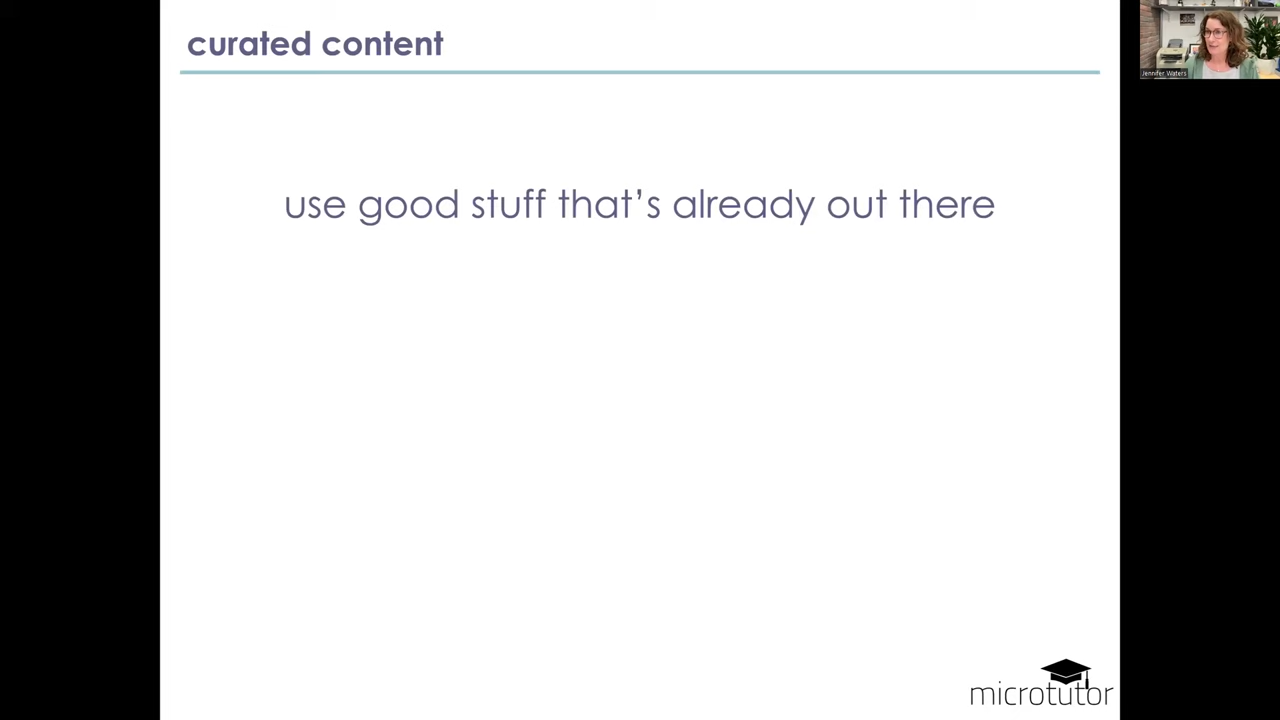 curated content
Jennifer Waters
use good stuff that’s already out there
microtutor